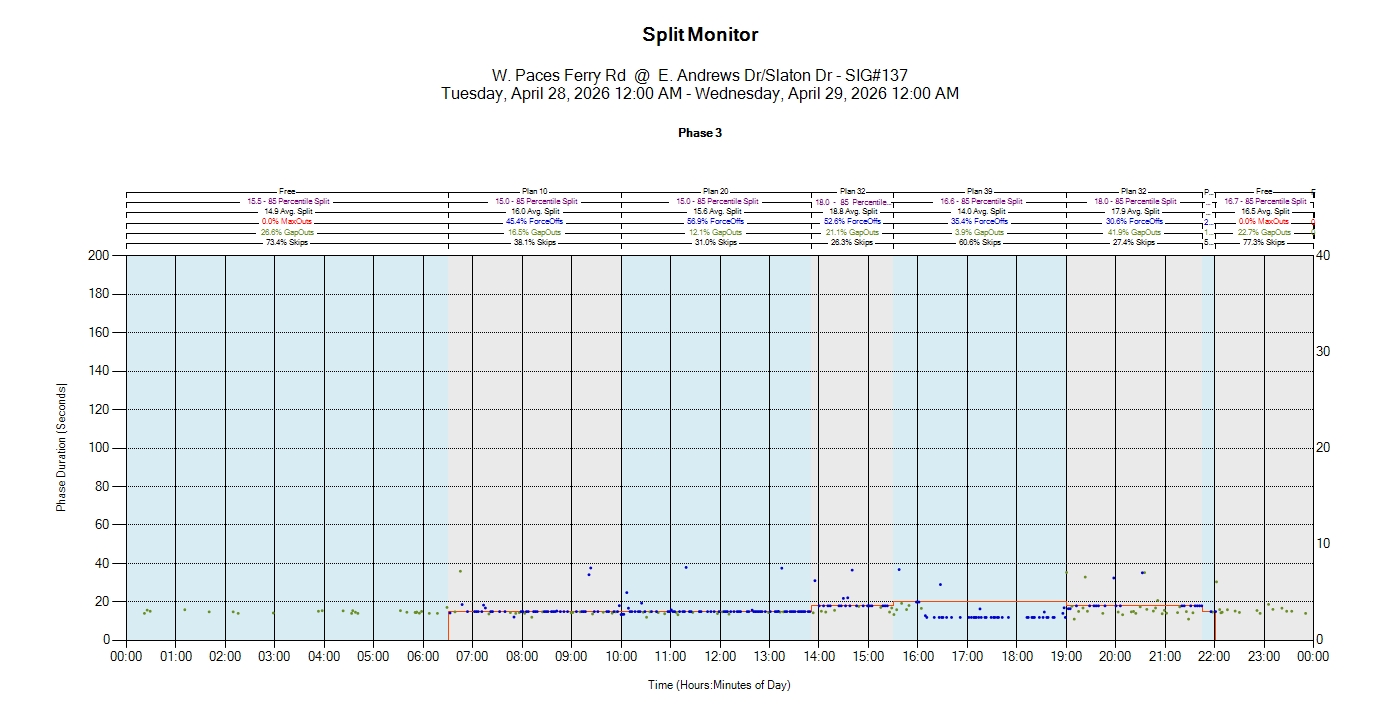 Split Monitor
W. Paces Ferry Rd @ E. Andrews Dr/Slaton Dr - SIG#137
Tuesday, April 28, 2026 12:00 AM - Wednesday, April 29, 2026 12:00 AM
Phase 3
Free Plan 10 Plan 20 Plan 32 Plan 39 Plan 32 P... Free F
15.5 - 85 Percentile Split 15.0 - 85 Percentile Split 15.0 - 85 Percentile Split 18.0 - 85 Percentile... 16.6 - 85 Percentile Split 18.0 - 85 Percentile Split ... 16.7 - 85 Percentile Split
14.9 Avg. Split 16.0 Avg. Split 15.6 Avg. Split 18.8 Avg. Split 14.0 Avg. Split 17.9 Avg. Split ... 16.5 Avg. Split
0.0% MaxOuts 45.4% ForceOffs 56.9% ForceOffs 52.6% ForceOffs 35.4% ForceOffs 30.6% ForceOffs 2... 0.0% MaxOuts
26.6% GapOuts 16.5% GapOuts 12.1% GapOuts 21.1% GapOuts 3.9% GapOuts 41.9% GapOuts 1... 22.7% GapOuts
73.4% Skips 38.1% Skips 31.0% Skips 26.3% Skips 60.6% Skips 27.4% Skips 5... 77.3% Skips
200 40
180
160
30
140
120
100 20
80
60
10
40
20
0 0
Phase Duration (Seconds)
00:00 01:00 02:00 03:00 04:00 05:00 06:00 07:00 08:00 09:00 10:00 11:00 12:00 13:00 14:00 15:00 16:00 17:00 18:00 19:00 20:00 21:00 22:00 23:00 00:00
Time (Hours:Minutes of Day)